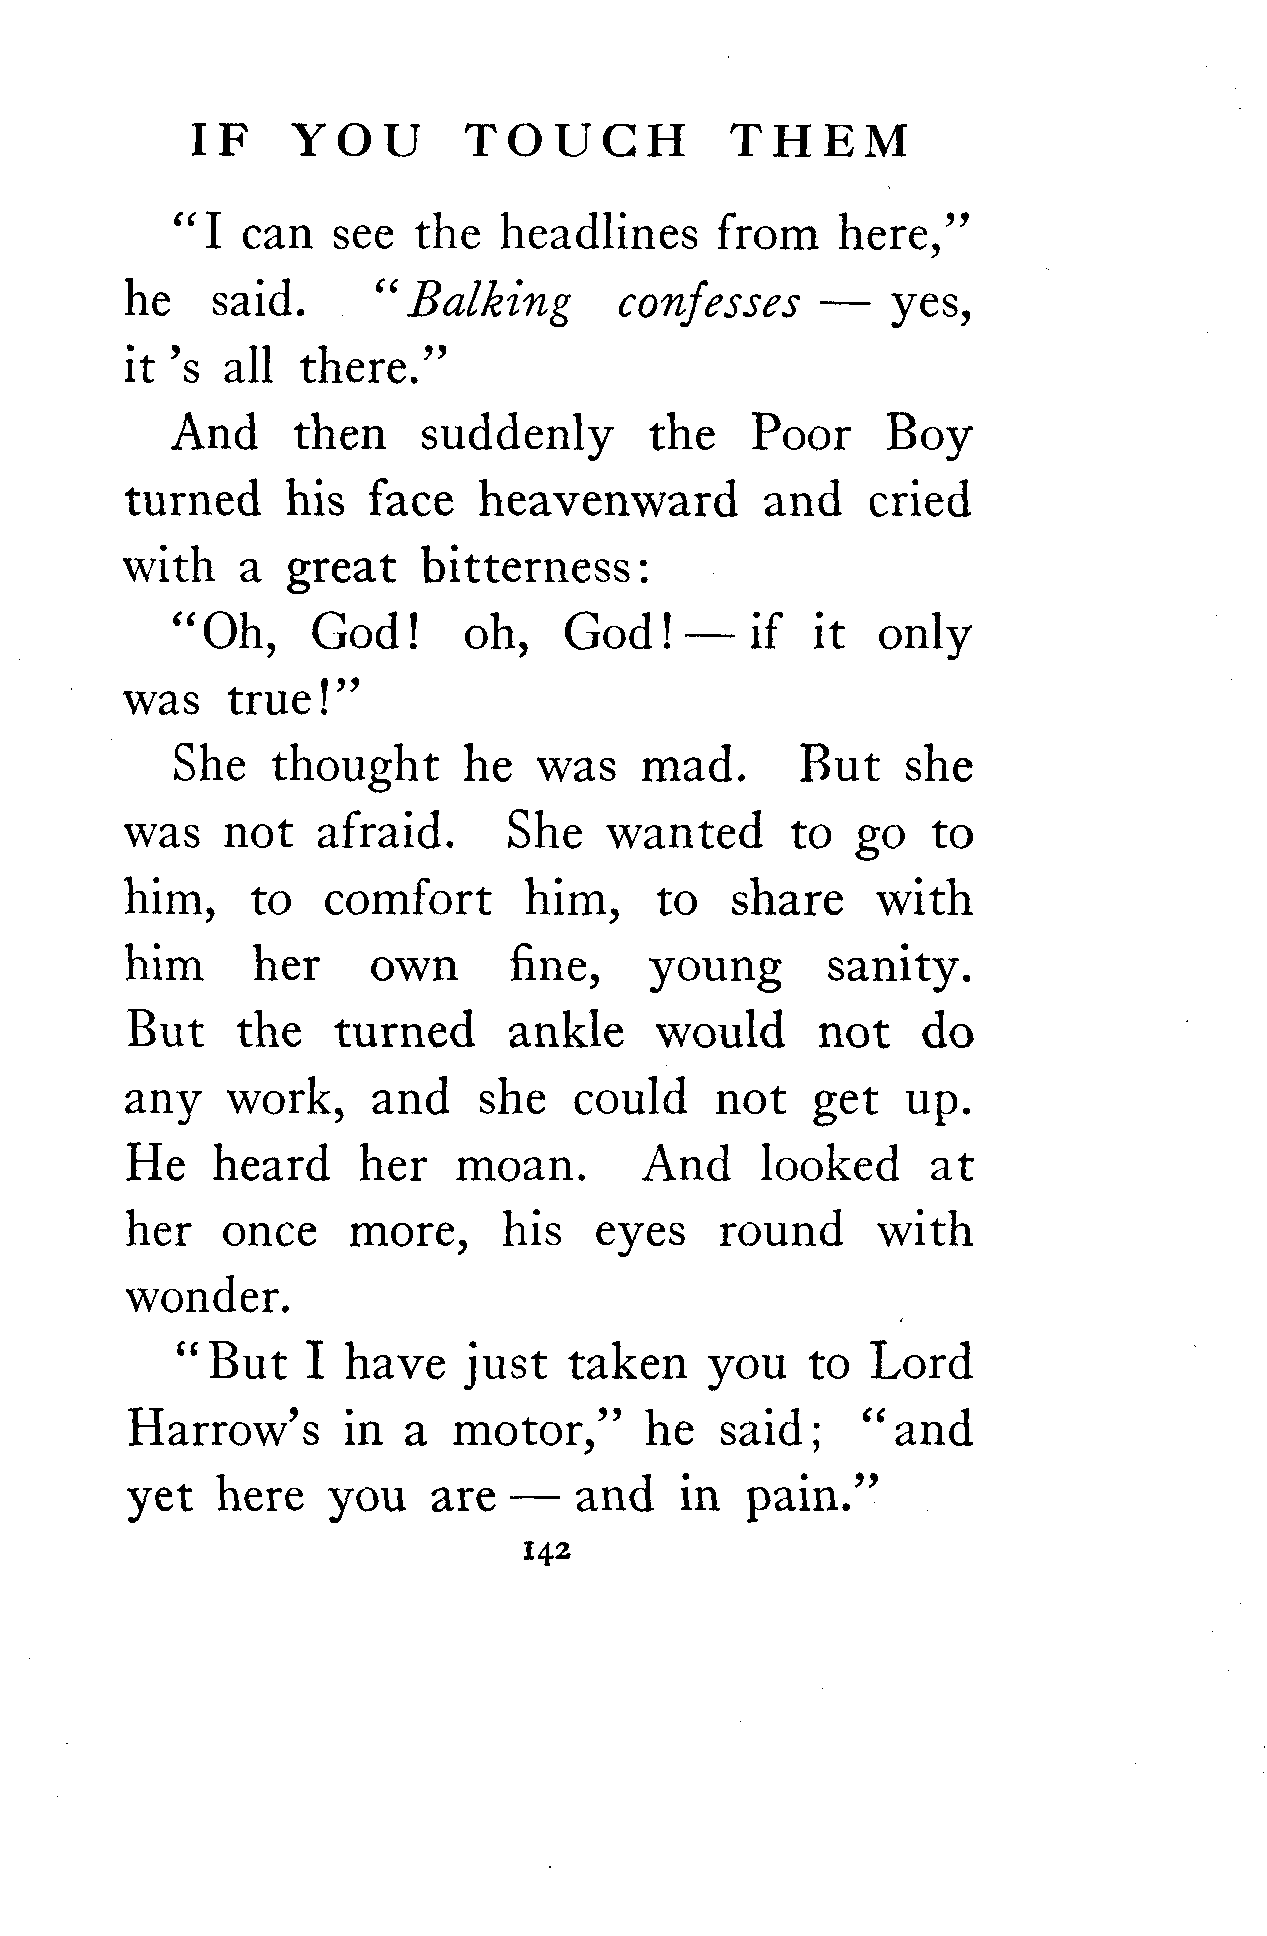 IF YOU TOUCH THEM
“I can see the headlines from here,”
he said. “Balking confesses — yes,
it ’s all there.”
And then suddenly the Poor Boy
turned his face heavenward and cried
with a great bitterness:
“Oh, God! oh, God! — if it only
was true!”
She thought he was mad. But she
was not afraid. She wanted to go to
him, to comfort him, to share with
him her own fine, young sanity.
But the turned ankle would not do
any work, and she could not get up.
He heard her moan. And looked at
her once more, his eyes round with
wonder.
“But I have just taken you to Lord
Harrow’s in a motor,” he said; “and
yet here you are — and in pain.”
142